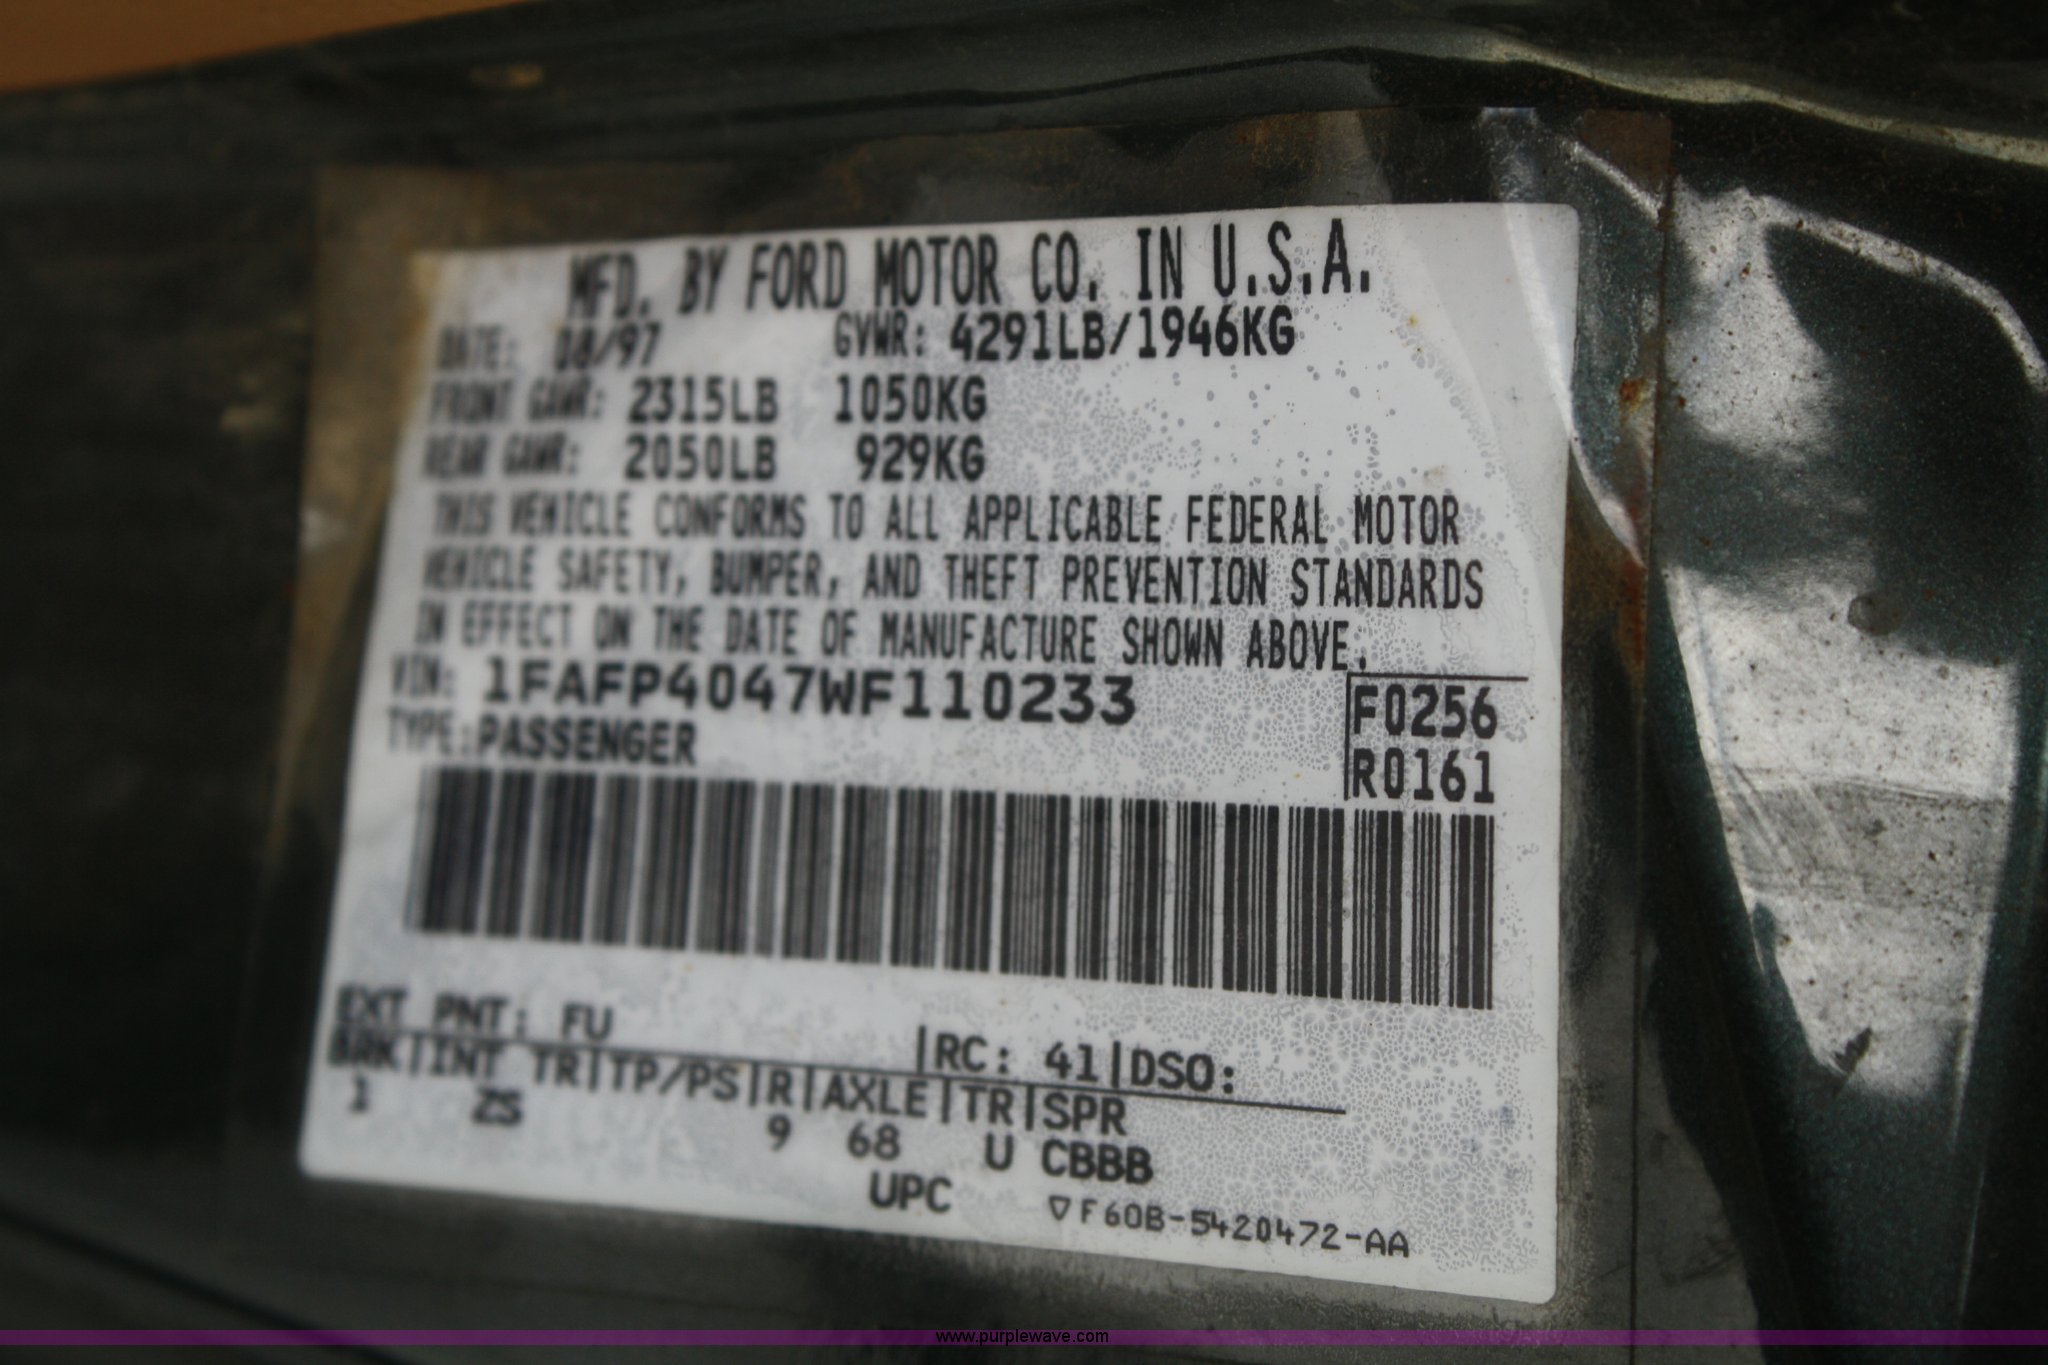 MFD. BY FORD MOTOR CO. IN U.S.A.
DATE: 08/97 GVWR: 4291LB/1946KG
FRONT GAWR: 2315LB 1050KG
REAR GAWR: 2050LB 929KG
THIS VEHICLE CONFORMS TO ALL APPLICABLE FEDERAL MOTOR
VEHICLE SAFETY, BUMPER, AND THEFT PREVENTION STANDARDS
IN EFFECT ON THE DATE OF MANUFACTURE SHOWN ABOVE.
VIN: 1FAFP4047WF110233
F0256
TYPE:PASSENGER
R0161
EXT PNT: FU |RC: 41|DSO:
BRK|INT TR|TP/PS|R|AXLE|TR|SPR
1 ZS 9 68 U CBBB
UPC ▽F60B-5420472-AA
www.purplewave.com